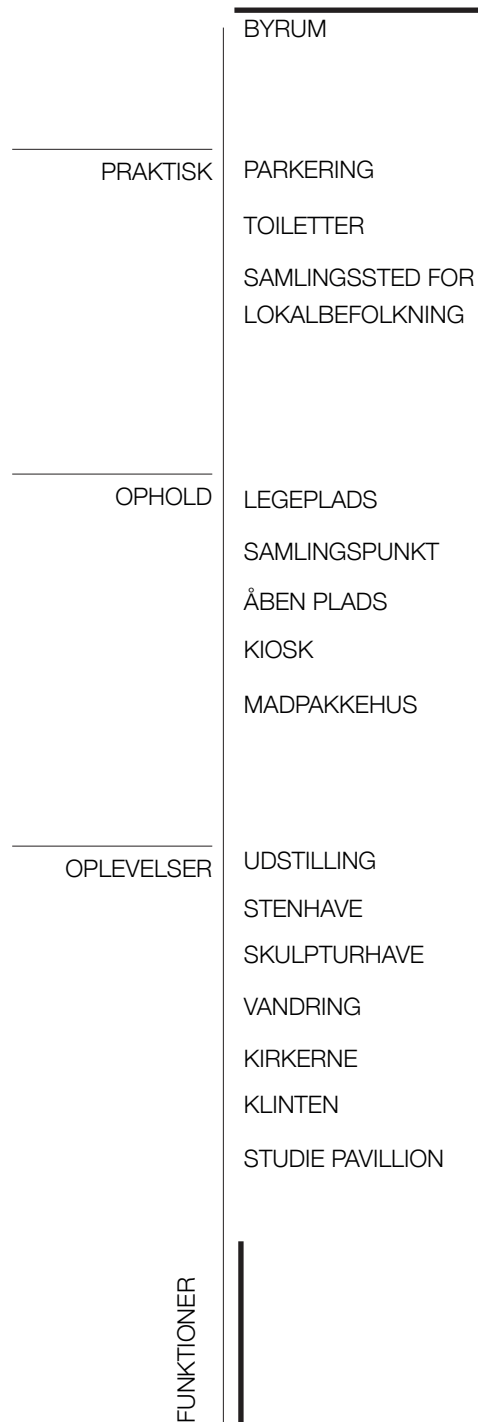 BYRUM
PRAKTISK
PARKERING
TOILETTER
SAMLINGSSTED FOR
LOKALBEFOLKNING
OPHOLD
LEGEPLADS
SAMLINGSPUNKT
ÅBEN PLADS
KIOSK
MADPAKKEHUS
OPLEVELSER
UDSTILLING
STENHAVE
SKULPTURHAVE
VANDRING
KIRKERNE
KLINTEN
STUDIE PAVILLION
FUNKTIONER